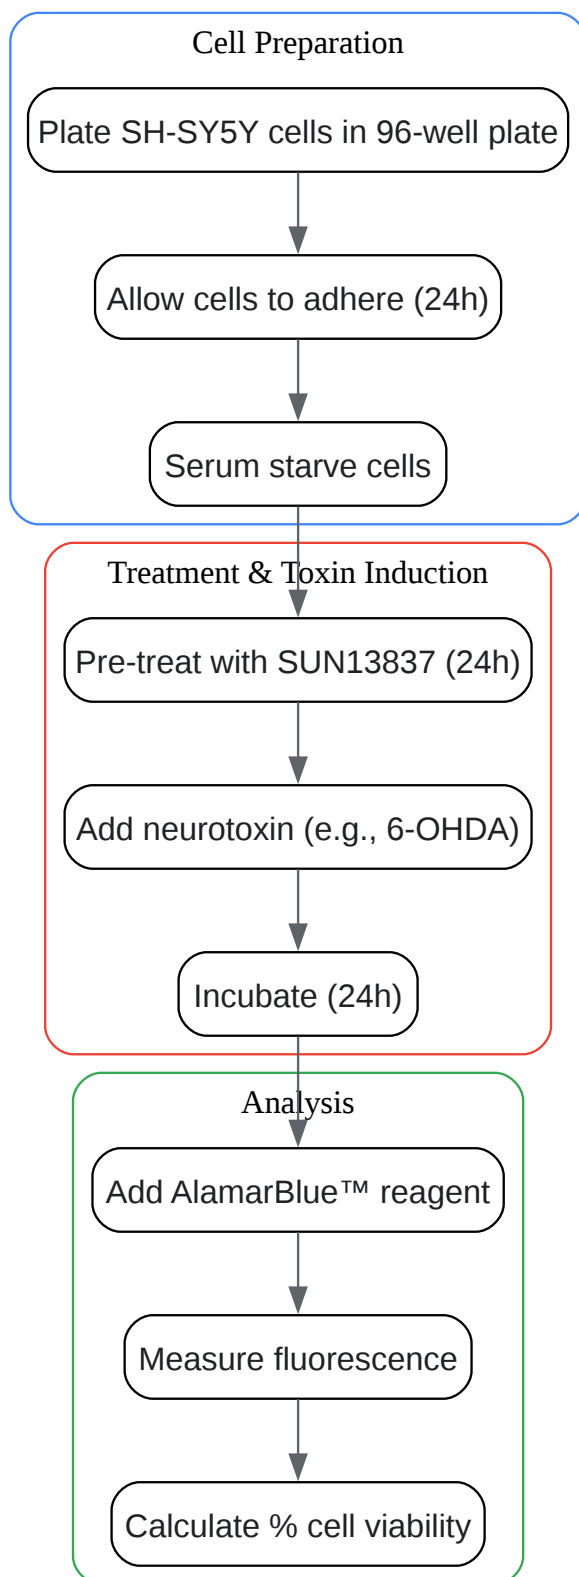 Cell Preparation
Plate SH-SY5Y cells in 96-well plate
Allow cells to adhere (24h)
Serum starve cells
Treatment & Toxin Induction
Pre-treat with SUN13837 (24h)
Add neurotoxin (e.g., 6-OHDA)
Incubate (24h)
Analysis
Add AlamarBlue™ reagent
Measure fluorescence
Calculate % cell viability